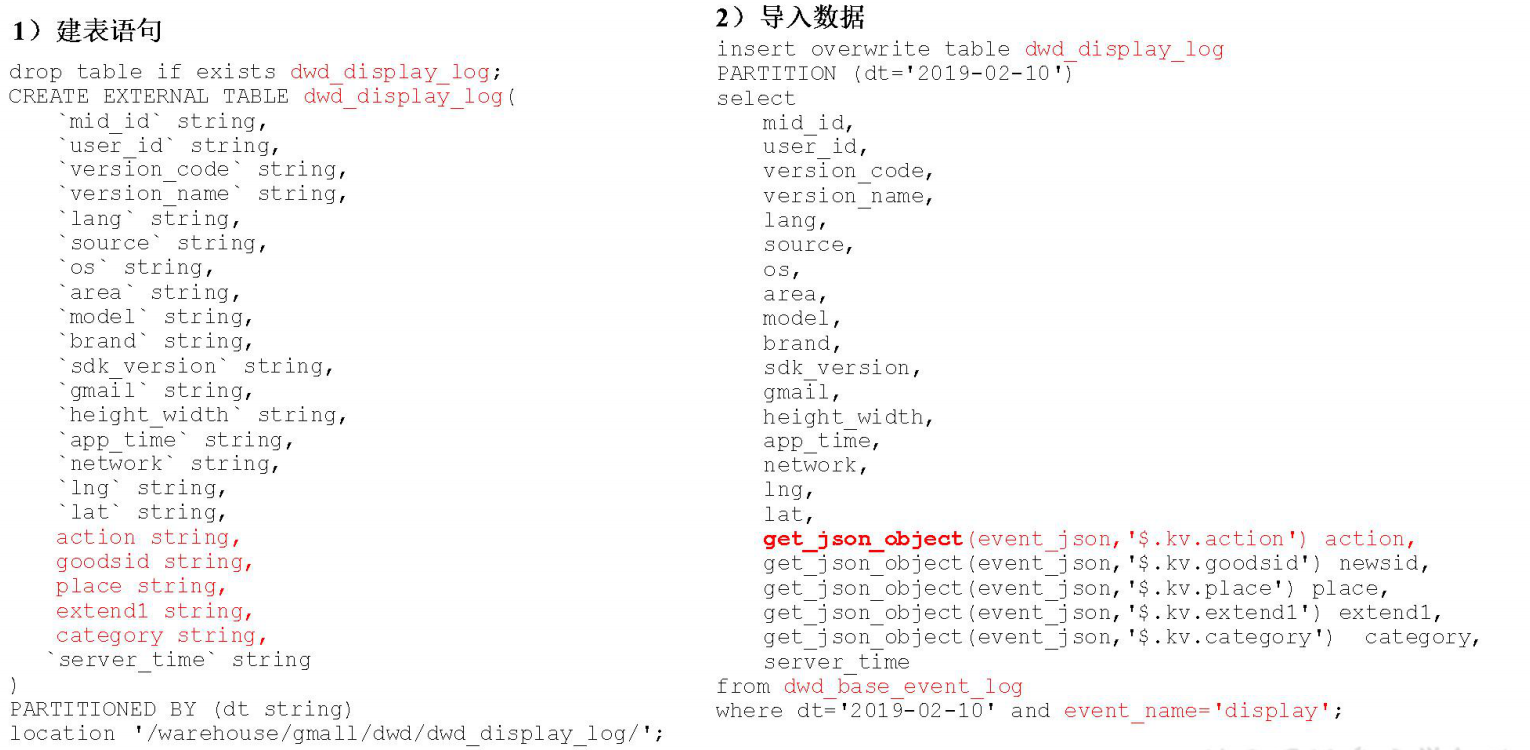 1）建表语句
drop table if exists dwd_display_log;
CREATE EXTERNAL TABLE dwd_display_log(
`mid_id` string,
`user_id` string,
`version_code` string,
`version_name` string,
`lang` string,
`source` string,
`os` string,
`area` string,
`model` string,
`brand` string,
`sdk_version` string,
`gmail` string,
`height_width` string,
`app_time` string,
`network` string,
`lng` string,
`lat` string,
action string,
goodsid string,
place string,
extend1 string,
category string,
`server_time` string
)
PARTITIONED BY (dt string)
location '/warehouse/gmall/dwd/dwd_display_log/';
2）导入数据
insert overwrite table dwd_display_log
PARTITION (dt='2019-02-10')
select
mid_id,
user_id,
version_code,
version_name,
lang,
source,
os,
area,
model,
brand,
sdk_version,
gmail,
height_width,
app_time,
network,
lng,
lat,
get_json_object(event_json,'$.kv.action') action,
get_json_object(event_json,'$.kv.goodsid') newsid,
get_json_object(event_json,'$.kv.place') place,
get_json_object(event_json,'$.kv.extend1') extend1,
get_json_object(event_json,'$.kv.category')  category,
server_time
from dwd_base_event_log
where dt='2019-02-10' and event_name='display';